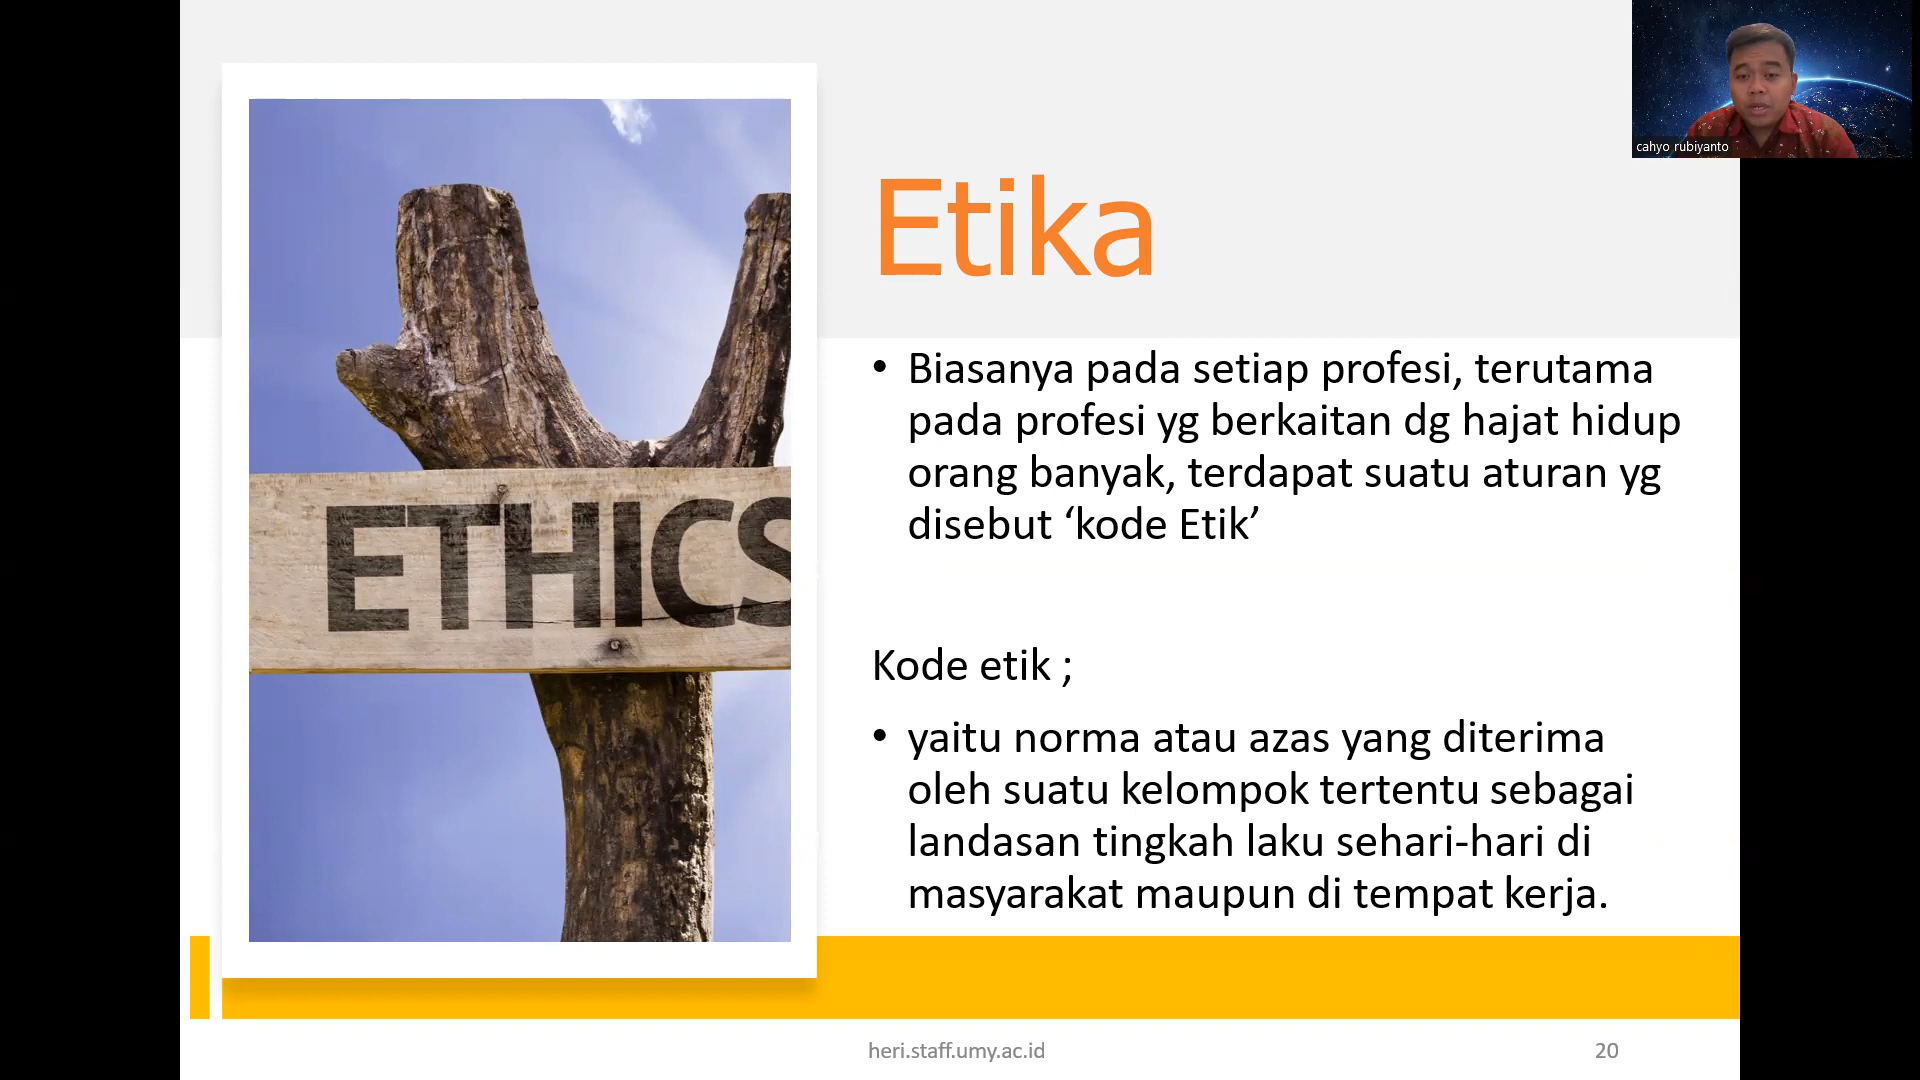 cahyo rubiyanto
ETHICS
Etika
• Biasanya pada setiap profesi, terutama
pada profesi yg berkaitan dg hajat hidup
orang banyak, terdapat suatu aturan yg
disebut ‘kode Etik’
Kode etik ;
• yaitu norma atau azas yang diterima
oleh suatu kelompok tertentu sebagai
landasan tingkah laku sehari-hari di
masyarakat maupun di tempat kerja.
heri.staff.umy.ac.id
20